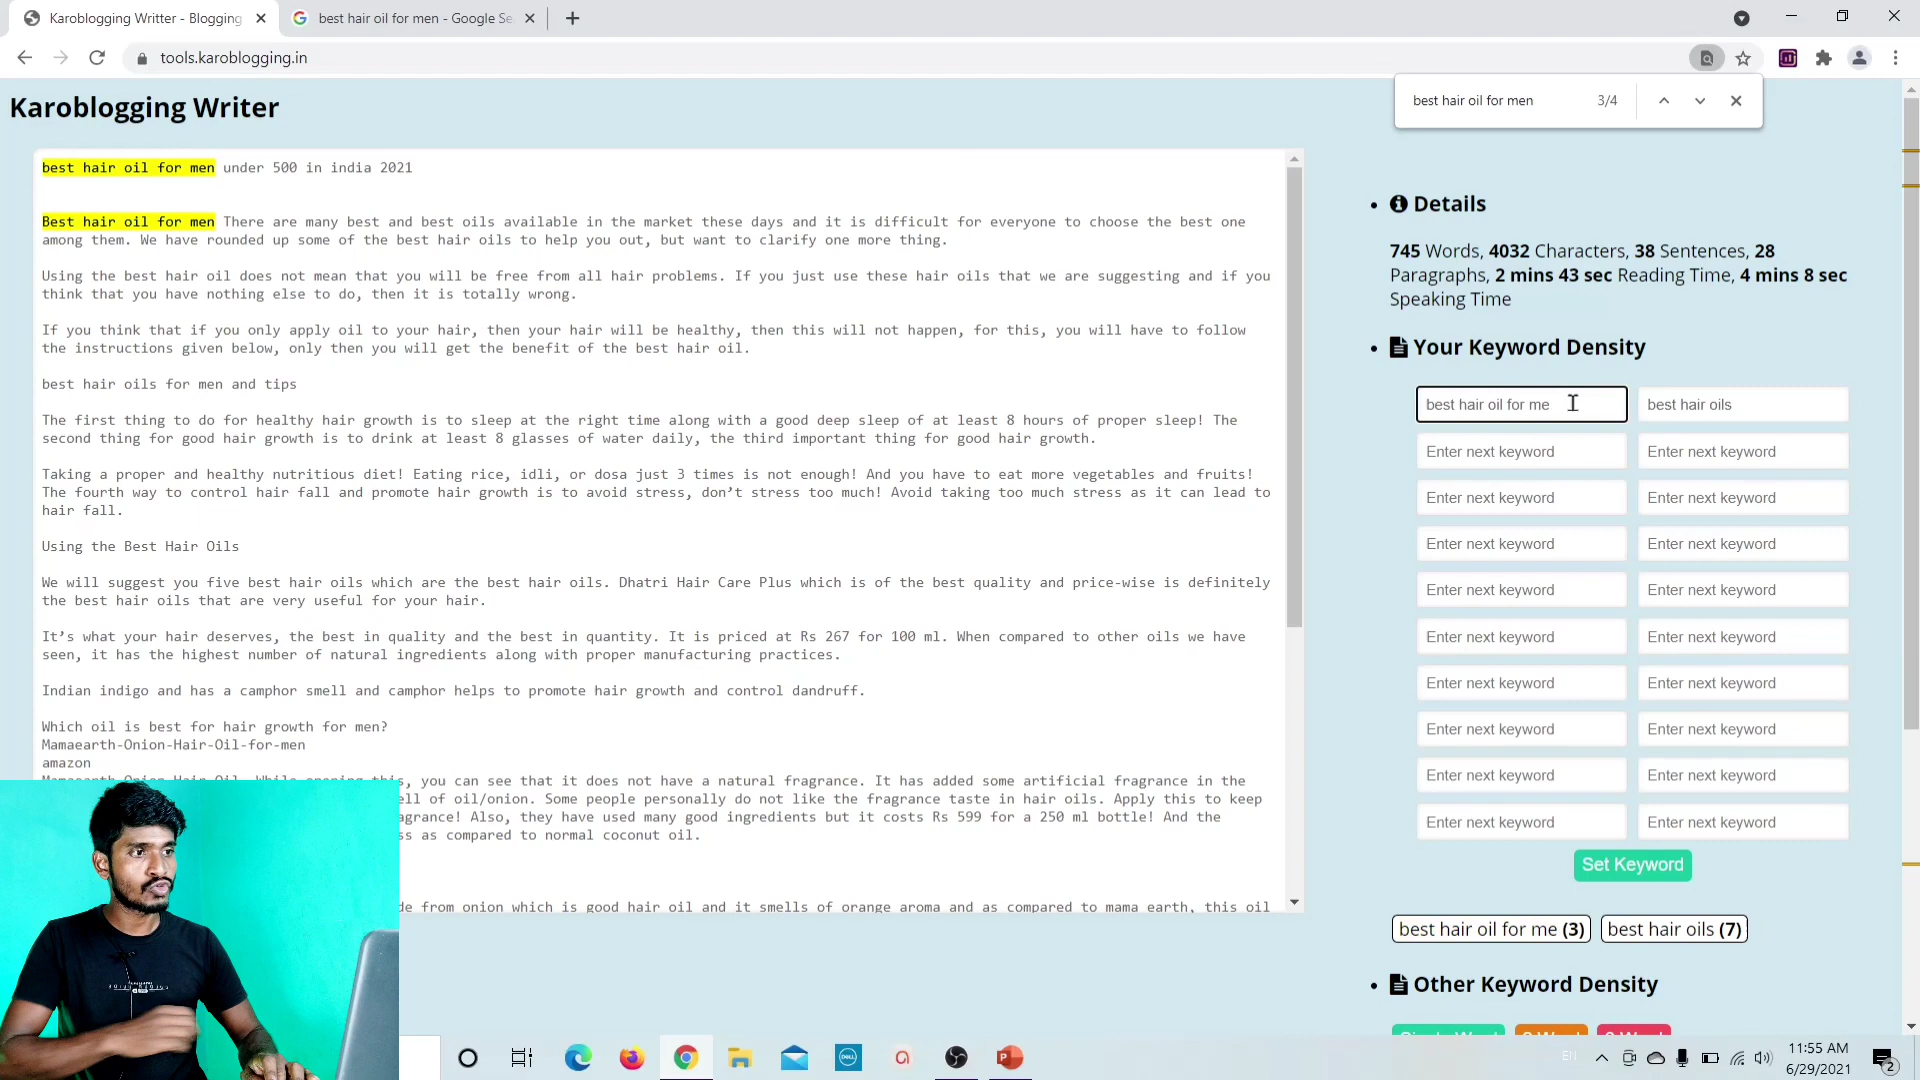 Karoblogging Writter - Blogging
best hair oil for men - Google Se
tools.karoblogging.in
best hair oil for men 3/4
Karoblogging Writer
best hair oil for men under 500 in india 2021
Best hair oil for men There are many best and best oils available in the market these days and it is difficult for everyone to choose the best one
among them. We have rounded up some of the best hair oils to help you out, but want to clarify one more thing.
Using the best hair oil does not mean that you will be free from all hair problems. If you just use these hair oils that we are suggesting and if you
think that you have nothing else to do, then it is totally wrong.
If you think that if you only apply oil to your hair, then your hair will be healthy, then this will not happen, for this, you will have to follow
the instructions given below, only then you will get the benefit of the best hair oil.
best hair oils for men and tips
The first thing to do for healthy hair growth is to sleep at the right time along with a good deep sleep of at least 8 hours of proper sleep! The
second thing for good hair growth is to drink at least 8 glasses of water daily, the third important thing for good hair growth.
Taking a proper and healthy nutritious diet! Eating rice, idli, or dosa just 3 times is not enough! And you have to eat more vegetables and fruits!
The fourth way to control hair fall and promote hair growth is to avoid stress, don't stress too much! Avoid taking too much stress as it can lead to
hair fall.
Using the Best Hair Oils
We will suggest you five best hair oils which are the best hair oils. Dhatri Hair Care Plus which is of the best quality and price-wise is definitely
the best hair oils that are very useful for your hair.
It's what your hair deserves, the best in quality and the best in quantity. It is priced at Rs 267 for 100 ml. When compared to other oils we have
seen, it has the highest number of natural ingredients along with proper manufacturing practices.
Indian indigo and has a camphor smell and camphor helps to promote hair growth and control dandruff.
Which oil is best for hair growth for men?
Mamaearth-Onion-Hair-Oil-for-men
amazon
Mamaearth-Onion Hair Oil. While opening this, you can see that it does not have a natural fragrance. It has added some artificial fragrance in the
ell of oil/onion. Some people personally do not like the fragrance taste in hair oils. Apply this to keep
agrance! Also, they have used many good ingredients but it costs Rs 599 for a 250 ml bottle! And the
s as compared to normal coconut oil.
de from onion which is good hair oil and it smells of orange aroma and as compared to mama earth, this oil
Details
745 Words, 4032 Characters, 38 Sentences, 28
Paragraphs, 2 mins 43 sec Reading Time, 4 mins 8 sec
Speaking Time
Your Keyword Density
best hair oil for me best hair oils
Enter next keyword Enter next keyword
Enter next keyword Enter next keyword
Enter next keyword Enter next keyword
Enter next keyword Enter next keyword
Enter next keyword Enter next keyword
Enter next keyword Enter next keyword
Enter next keyword Enter next keyword
Enter next keyword Enter next keyword
Enter next keyword Enter next keyword
Set Keyword
best hair oil for me (3) best hair oils (7)
Other Keyword Density
DELL
EN
11:55 AM
6/29/2021
2